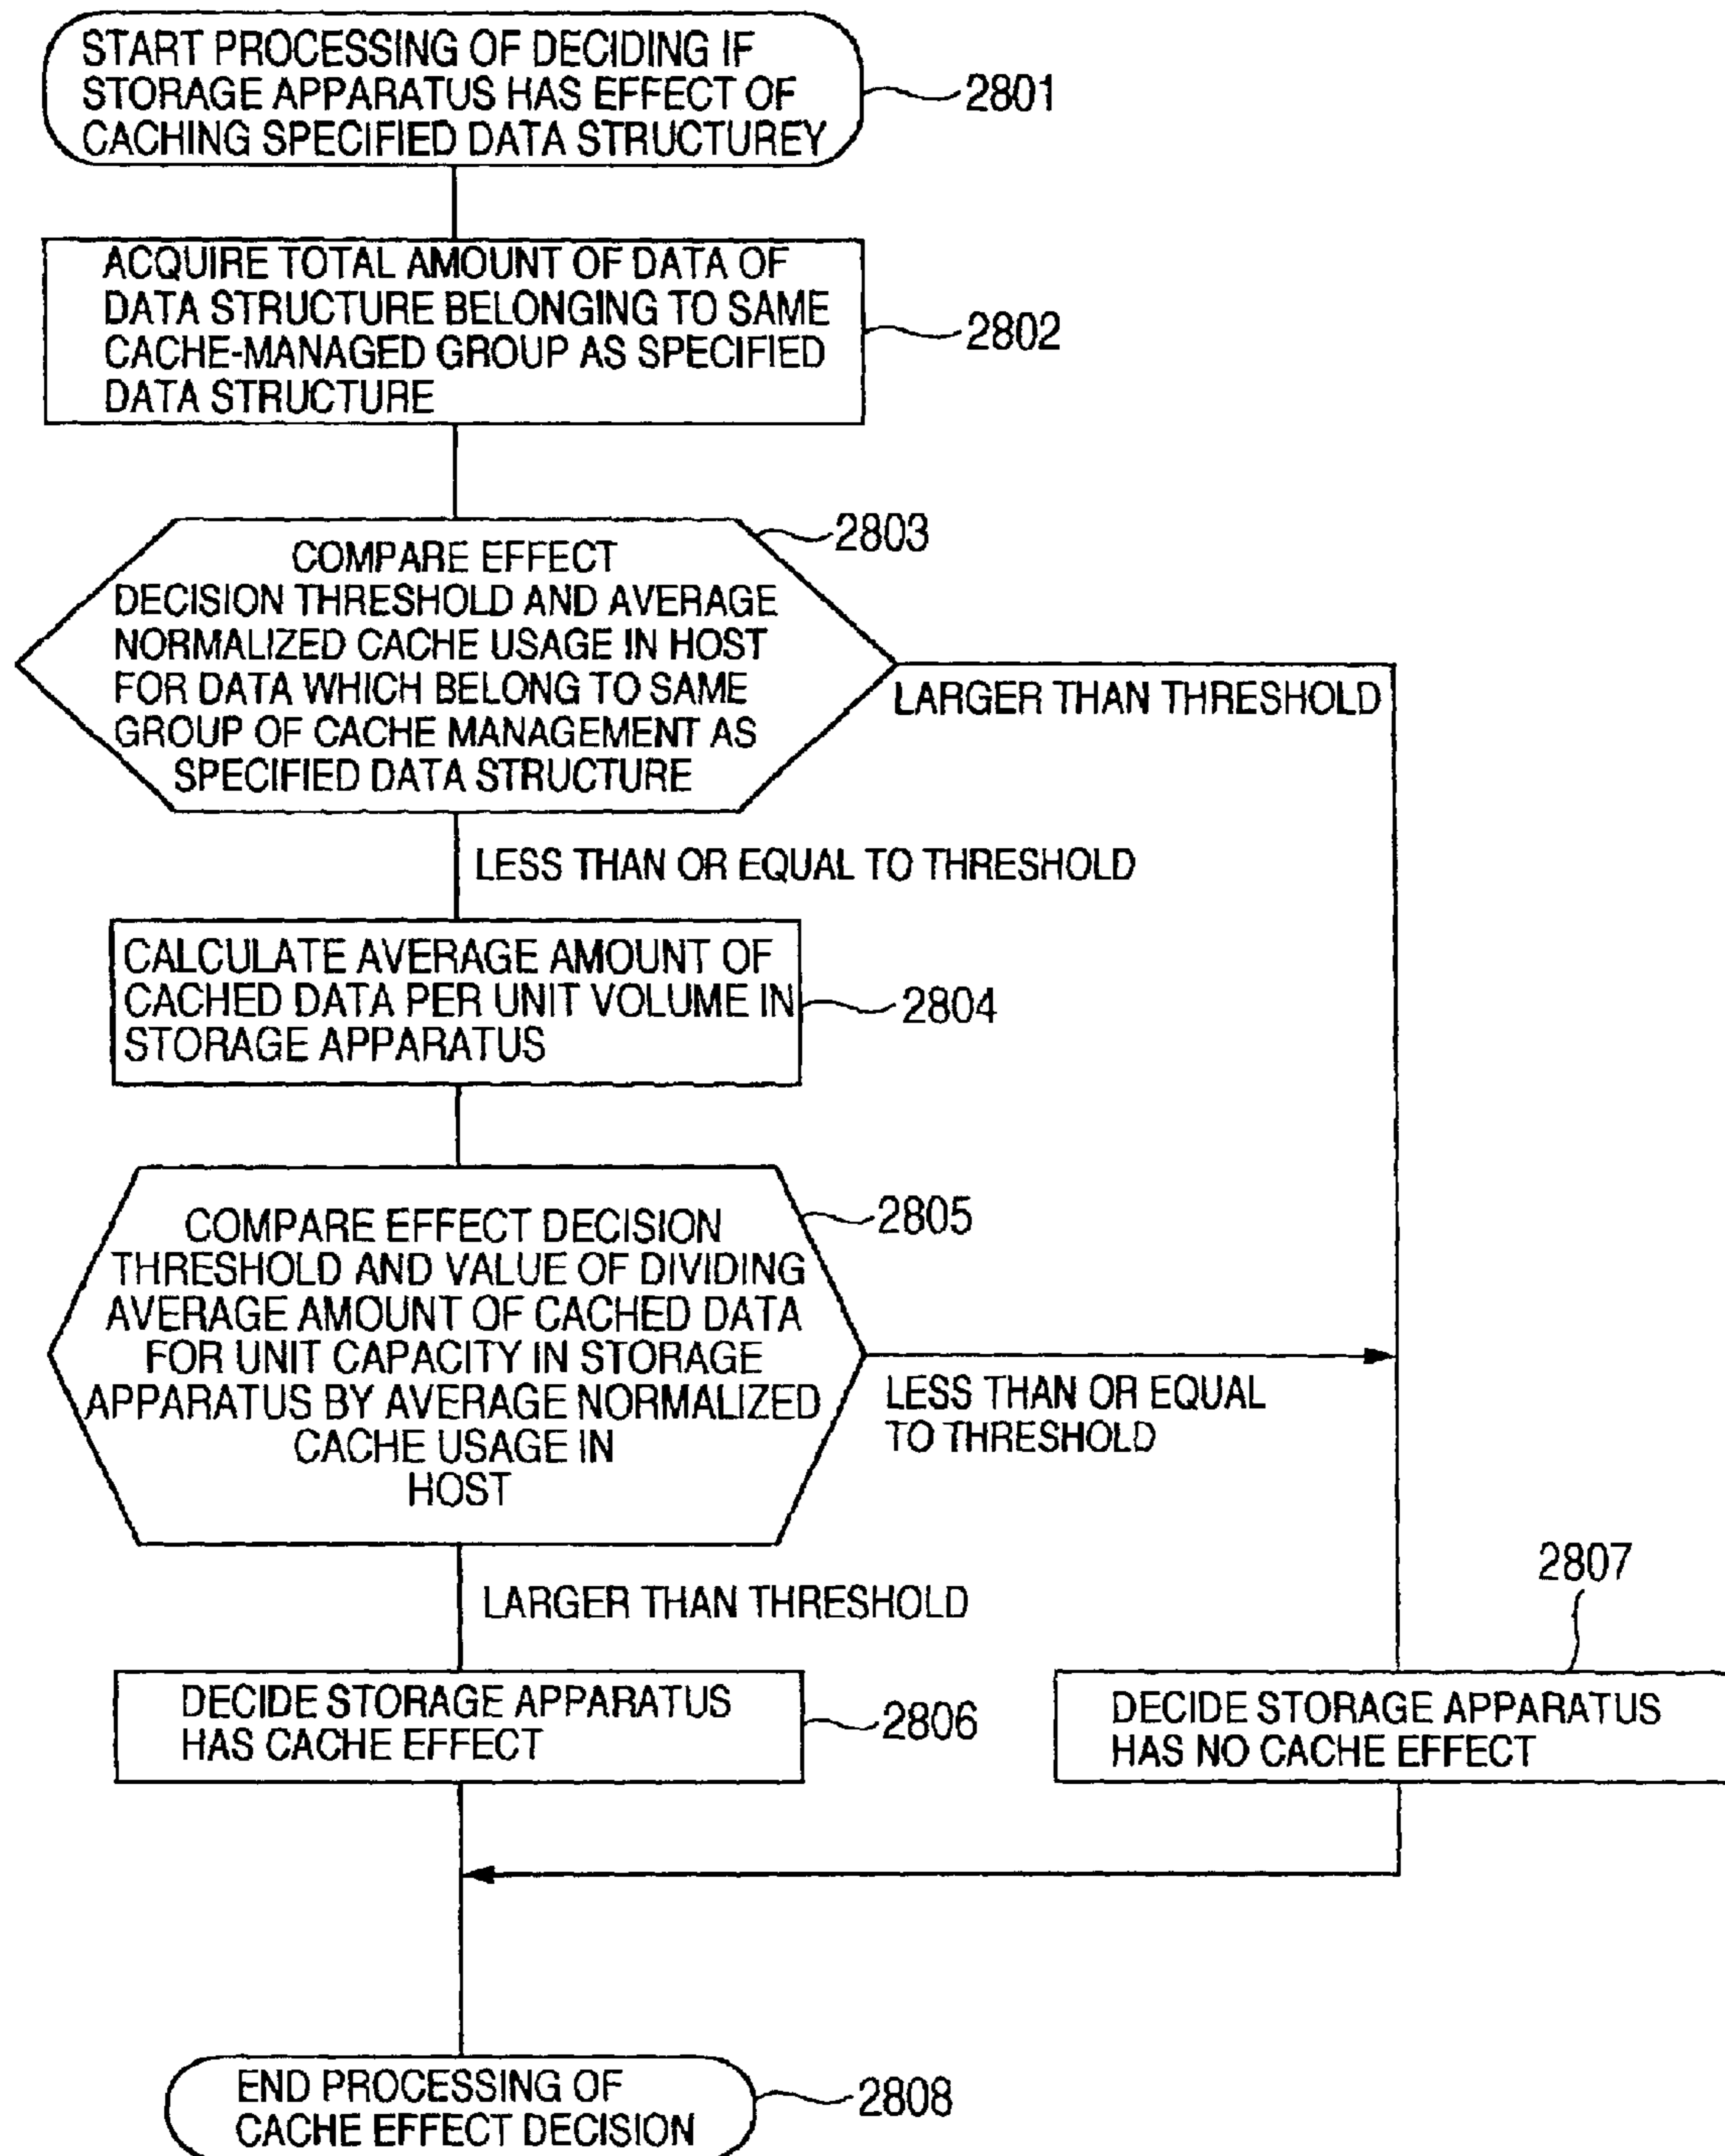 START PROCESSING OF DECIDING IF
STORAGE APPARATUS HAS EFFECT OF
CACHING SPECIFIED DATA STRUCTUREY
2801
ACQUIRE TOTAL AMOUNT OF DATA OF
DATA STRUCTURE BELONGING TO SAME
CACHE-MANAGED GROUP AS SPECIFIED
DATA STRUCTURE
2802
2803
COMPARE EFFECT
DECISION THRESHOLD AND AVERAGE
NORMALIZED CACHE USAGE IN HOST
FOR DATA WHICH BELONG TO SAME
GROUP OF CACHE MANAGEMENT AS
SPECIFIED DATA STRUCTURE
LARGER THAN THRESHOLD
LESS THAN OR EQUAL TO THRESHOLD
CALCULATE AVERAGE AMOUNT OF
CACHED DATA PER UNIT VOLUME IN
STORAGE APPARATUS
2804
2805
COMPARE EFFECT DECISION
THRESHOLD AND VALUE OF DIVIDING
AVERAGE AMOUNT OF CACHED DATA
FOR UNIT CAPACITY IN STORAGE
APPARATUS BY AVERAGE NORMALIZED
CACHE USAGE IN
HOST
LESS THAN OR EQUAL
TO THRESHOLD
LARGER THAN THRESHOLD
2807
DECIDE STORAGE APPARATUS
HAS CACHE EFFECT
2806
DECIDE STORAGE APPARATUS
HAS NO CACHE EFFECT
END PROCESSING OF
CACHE EFFECT DECISION
2808